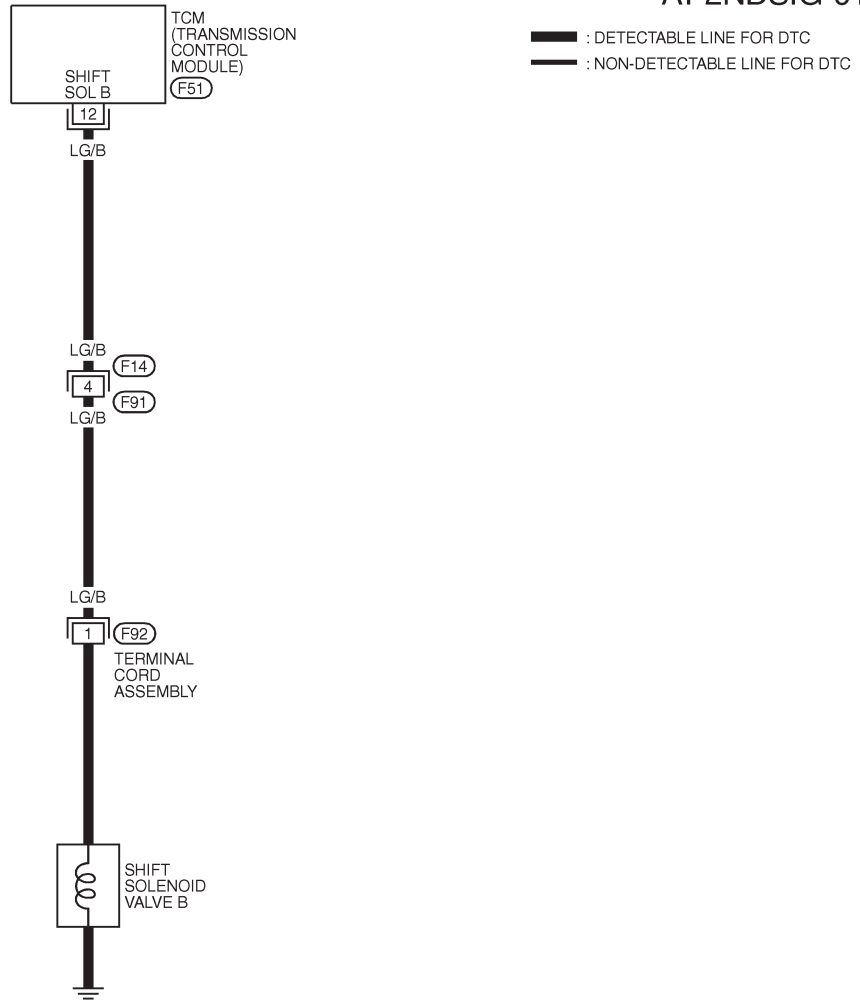 TCM
(TRANSMISSION
CONTROL
MODULE)
F51
SHIFT
SOL B
12
LG/B
: DETECTABLE LINE FOR DTC
: NON-DETECTABLE LINE FOR DTC
LG/B
F14
4
F91
LG/B
LG/B
1
F92
TERMINAL
CORD
ASSEMBLY
SHIFT
SOLENOID
VALVE B